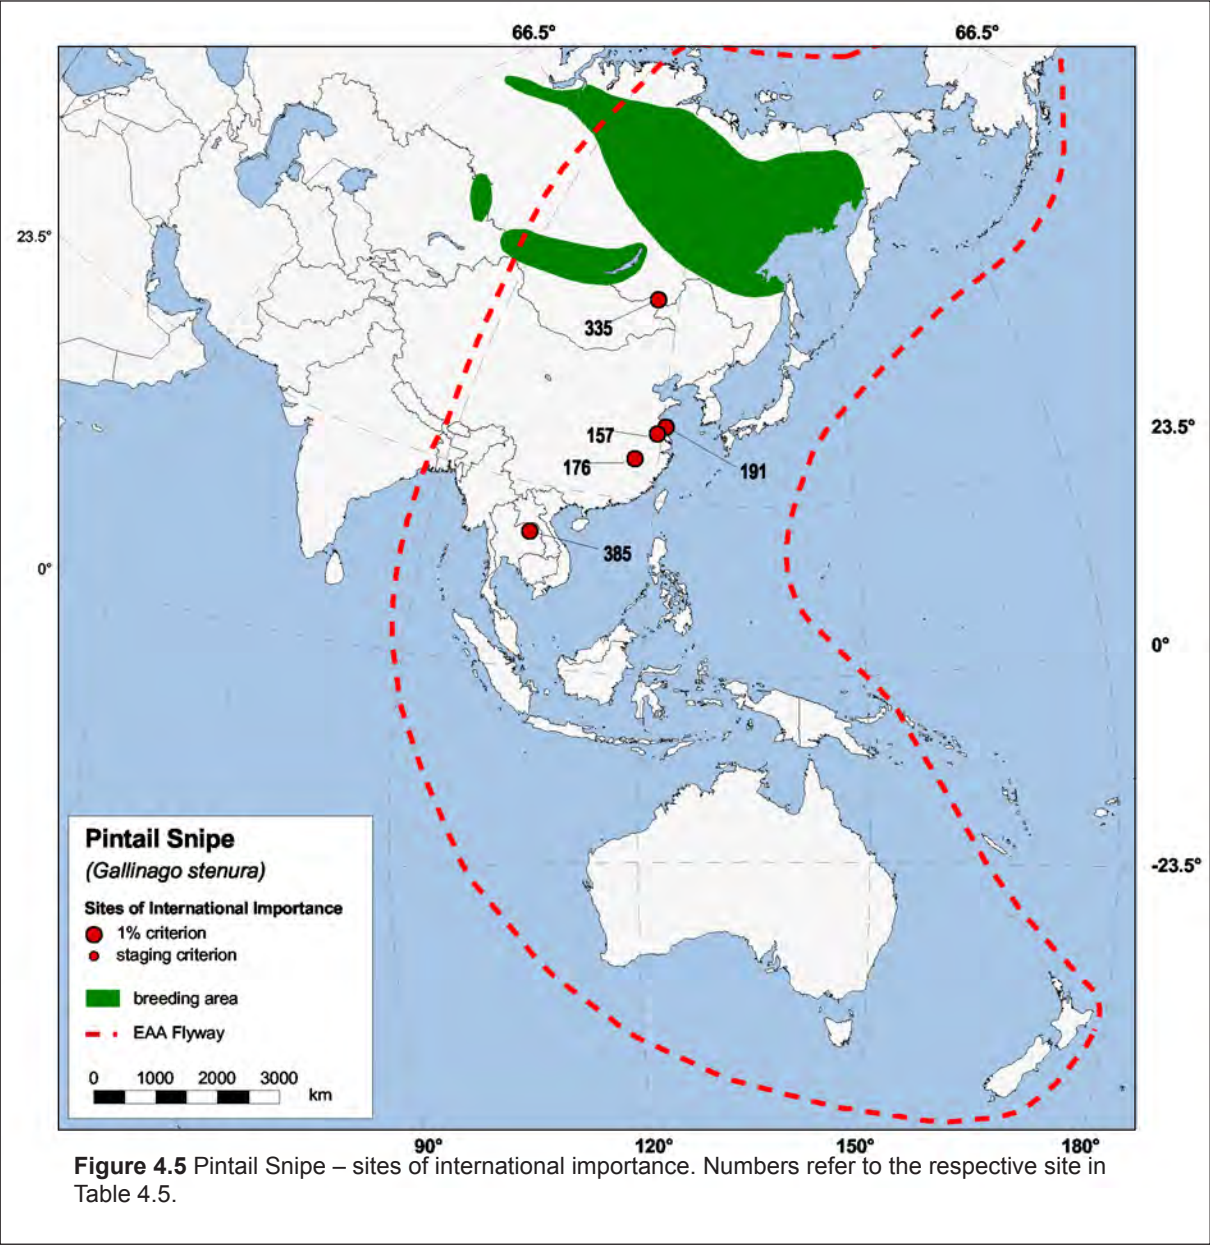 66.5°
66.5°
23.5°
335
157
23.5°
176
191
385
0°
0°
Pintail Snipe
(Gallinago stenura)
Sites of International Importance
1% criterion
staging criterion
breeding area
EAA Flyway
0 1000 2000 3000
km
-23.5°
90°
120°
150°
180°
Figure 4.5 Pintail Snipe – sites of international importance. Numbers refer to the respective site in
Table 4.5.